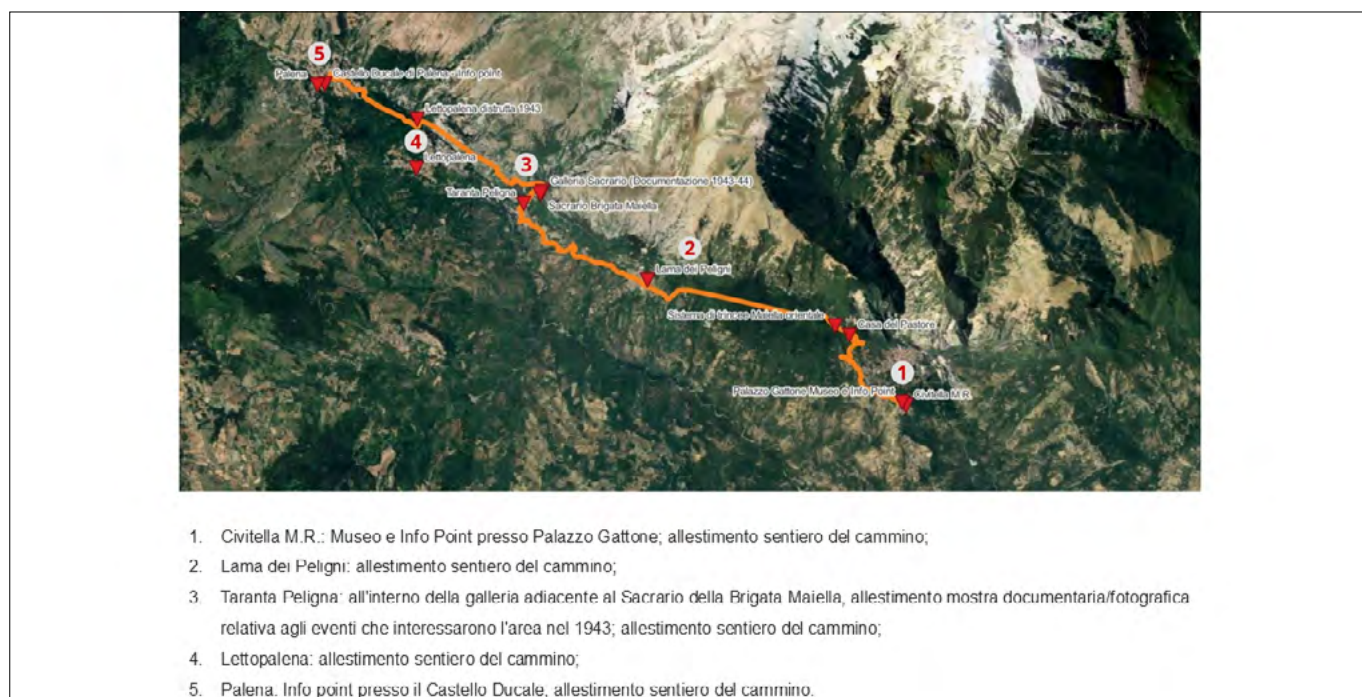 5
Palena
Castello Ducale di Palena - Info point
Lettopalena distrutta 1943
4
Lettopalena
3
Galleria Sacrario (Documentazione 1943-44)
Taranta Peligna
Sacrario Brigata Maiella
2
Lama dei Peligni
Sistema di trincee Maiella orientale
Casa del Pastore
1
Palazzo Gattone Museo e Info Point
Civitella M.R.
1. Civitella M.R.: Museo e Info Point presso Palazzo Gattone; allestimento sentiero del cammino;
2. Lama dei Peligni: allestimento sentiero del cammino;
3. Taranta Peligna: all'interno della galleria adiacente al Sacrario della Brigata Maiella, allestimento mostra documentaria/fotografica
relativa agli eventi che interessarono l'area nel 1943; allestimento sentiero del cammino;
4. Lettopalena: allestimento sentiero del cammino;
5. Palena. Info point presso il Castello Ducale, allestimento sentiero del cammino.